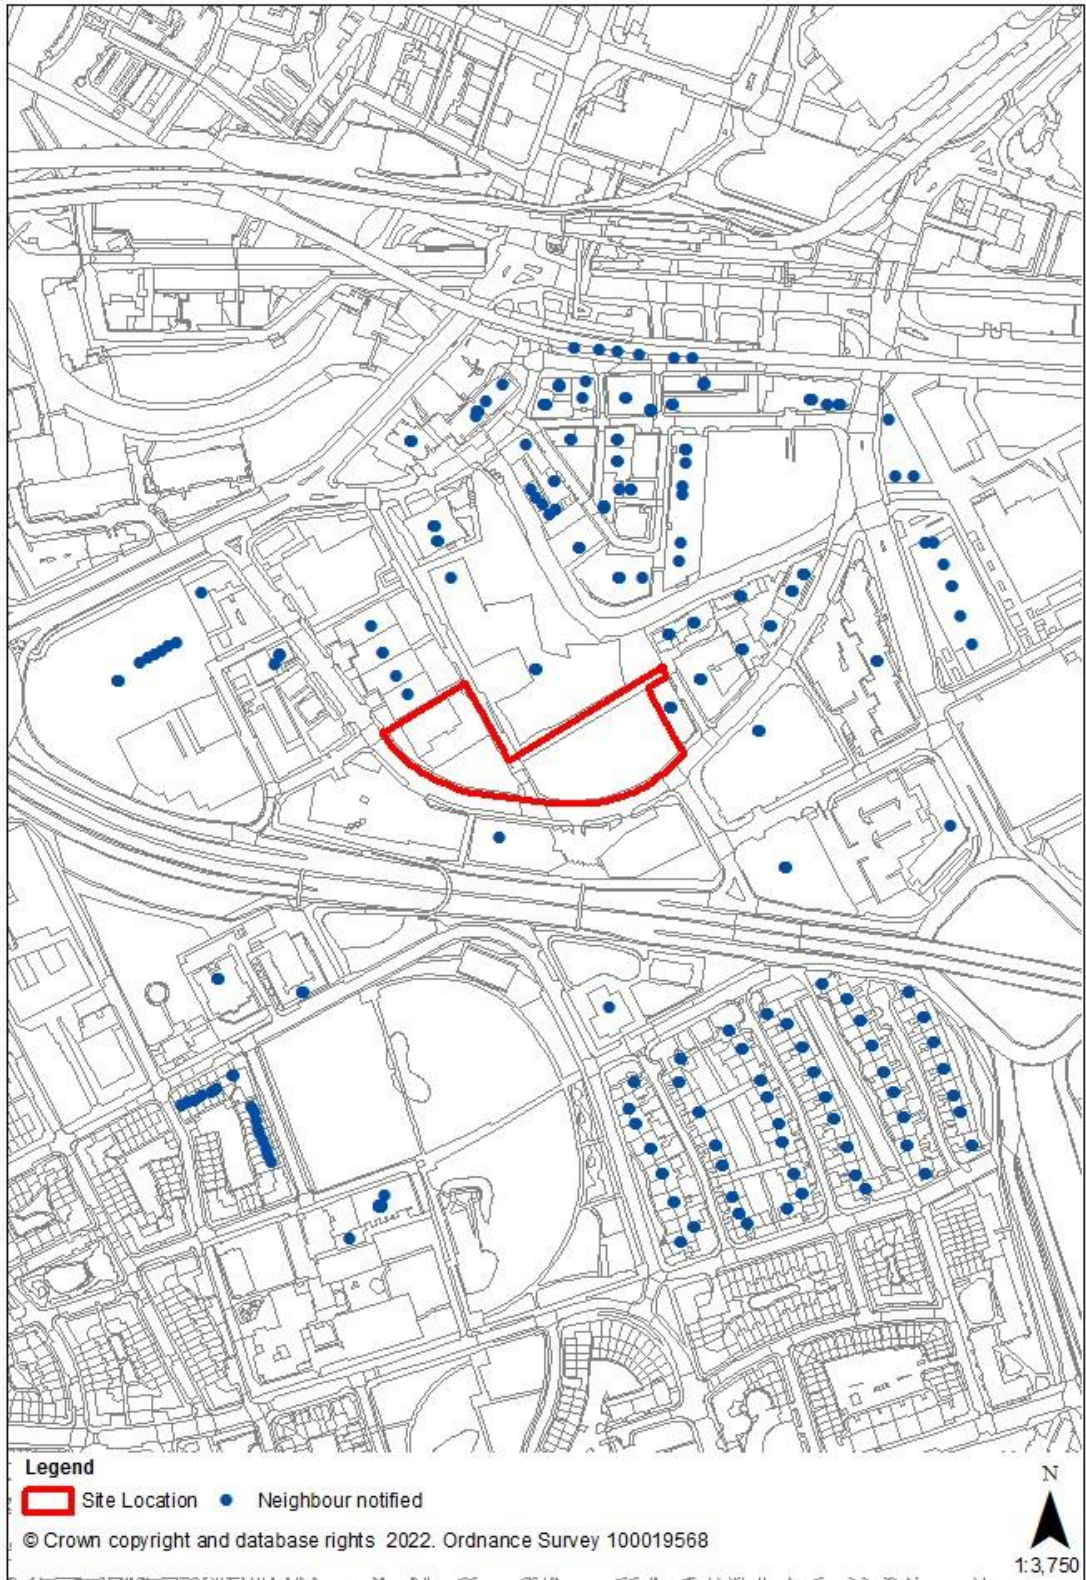 Legend
Site Location Neighbour notified
N
© Crown copyright and database rights 2022. Ordnance Survey 100019568
1:3,750